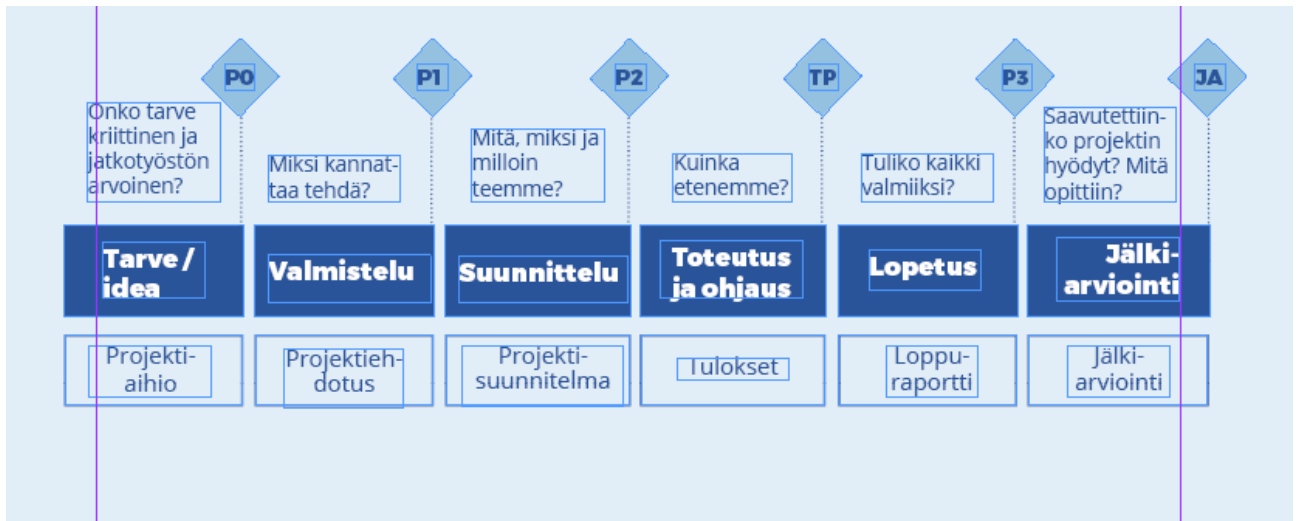 P0
P1
P2
TP
P3
JA
Onko tarve
kriittinen ja
jatkotyöstön
arvoinen?
Miksi kannat-
taa tehdä?
Mitä, miksi ja
milloin
teemme?
Kuinka
etenemme?
Tuliko kaikki
valmiiksi?
Saavutettiin-
ko projektin
hyödyt? Mitä
opittiin?
Tarve /
idea
Valmistelu
Suunnittelu
Toteutus
ja ohjaus
Lopetus
Jälki-
arviointi
Projekti-
aihio
Projektieh-
dotus
Projekti-
suunnitelma
Tulokset
Loppu-
raportti
Jälki-
arviointi